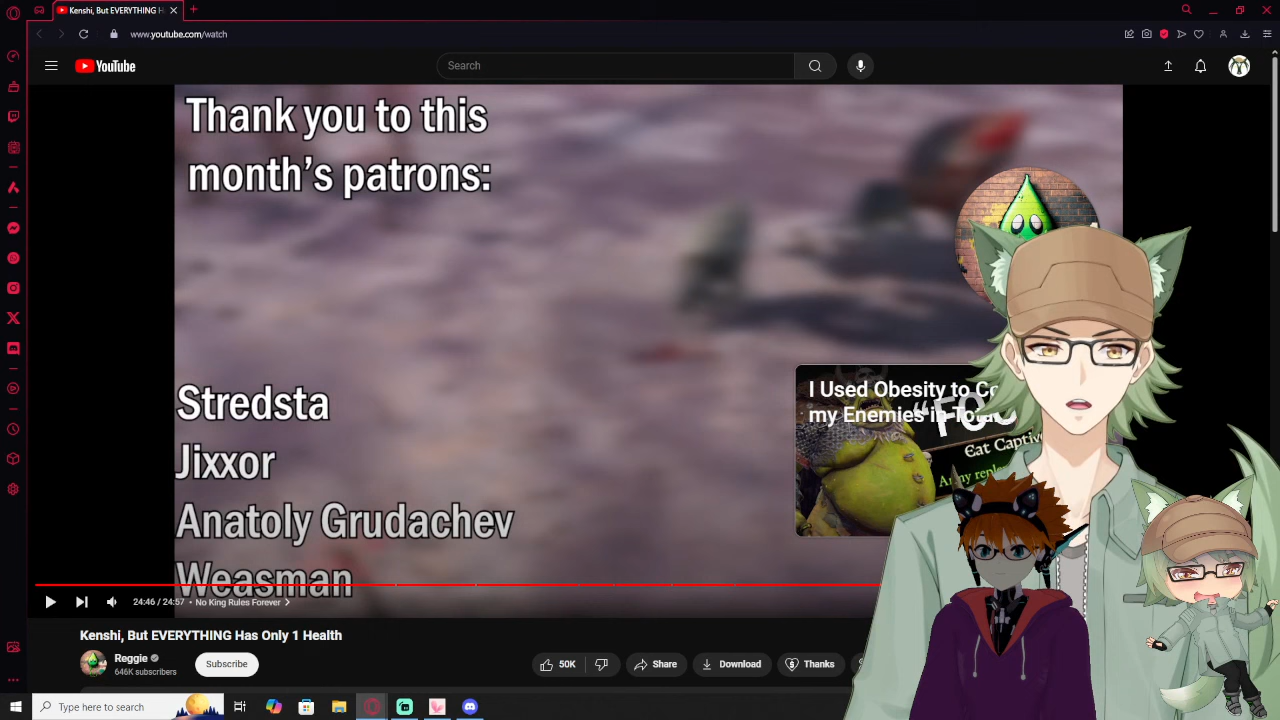 Kenshi, But EVERYTHING H
www.youtube.com/watch
YouTube
Search
Thank you to this
month's patrons:
Stredsta
Jixxor
Anatoly Grudachev
Weasman
I Used Obesity to
my Enemies in
Eat Captive
Army
24:46 / 24:57 • No King Rules Forever
Kenshi, But EVERYTHING Has Only 1 Health
Reggie
646K subscribers
Subscribe
50K
Share
Download
Thanks
Type here to search